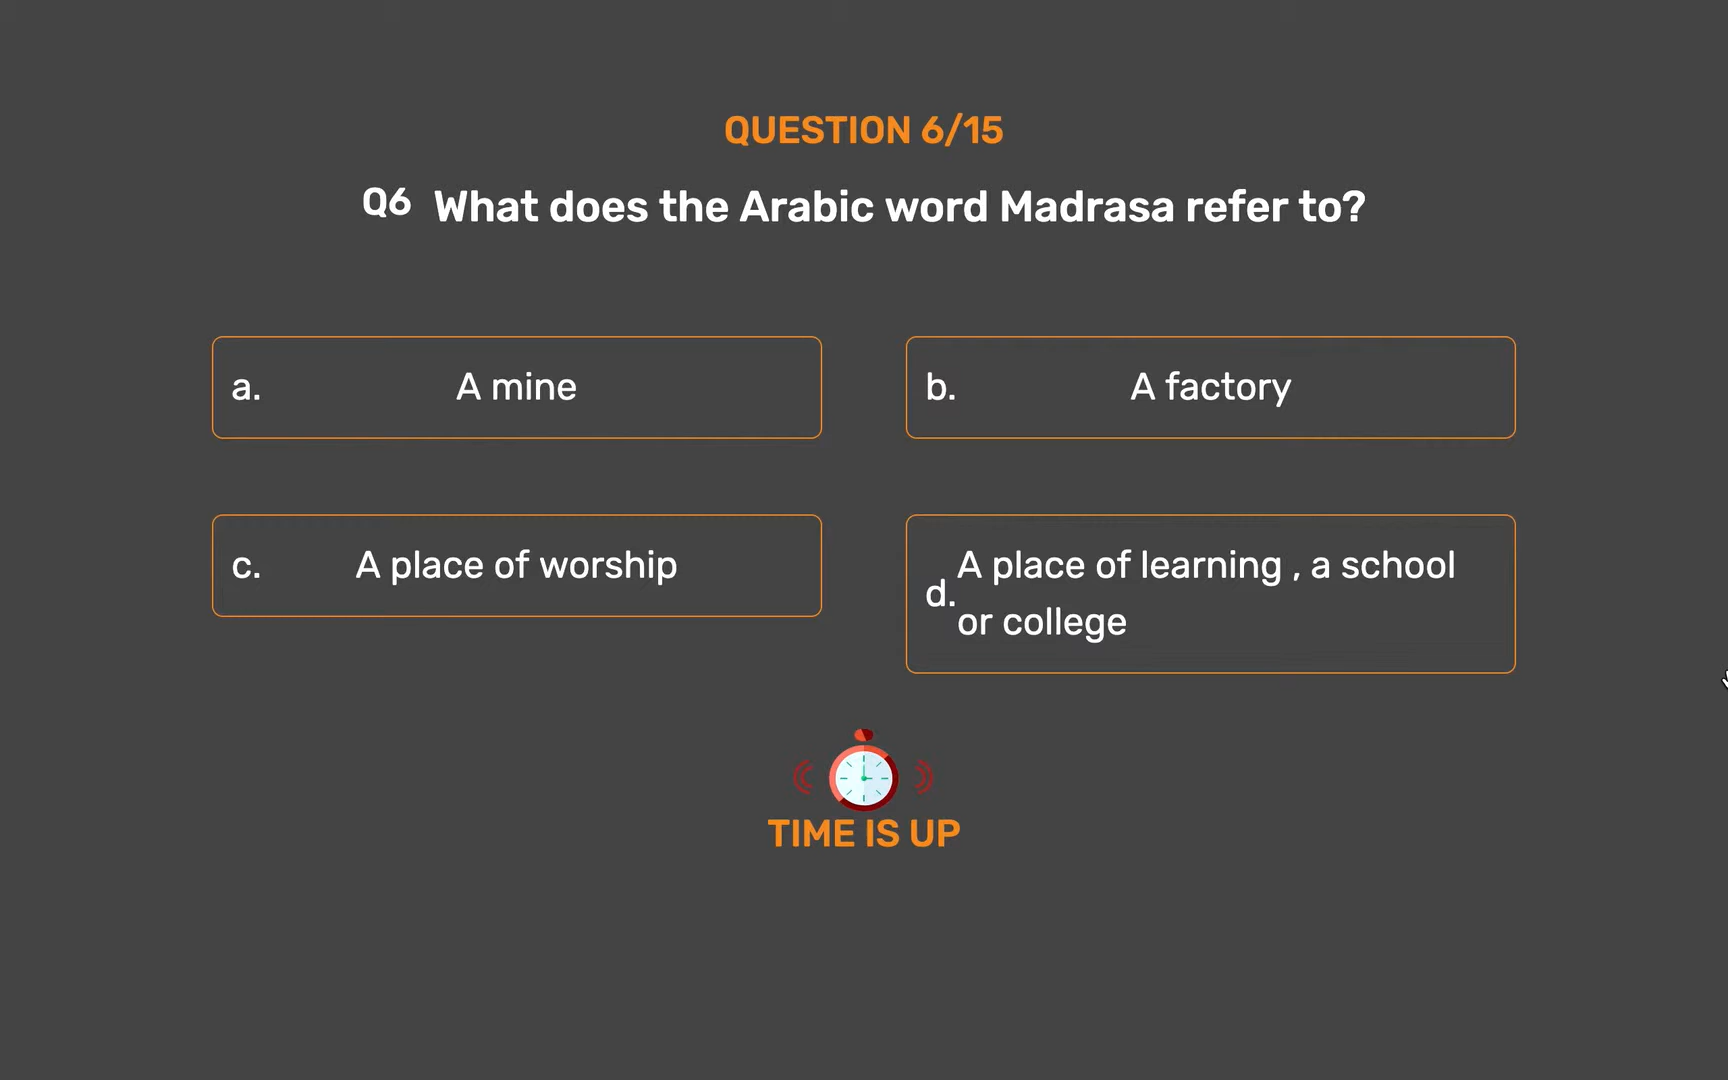 QUESTION 6/15
Q6 What does the Arabic word Madrasa refer to?
a. A mine
b. A factory
c. A place of worship
d. A place of learning , a school
or college
TIME IS UP